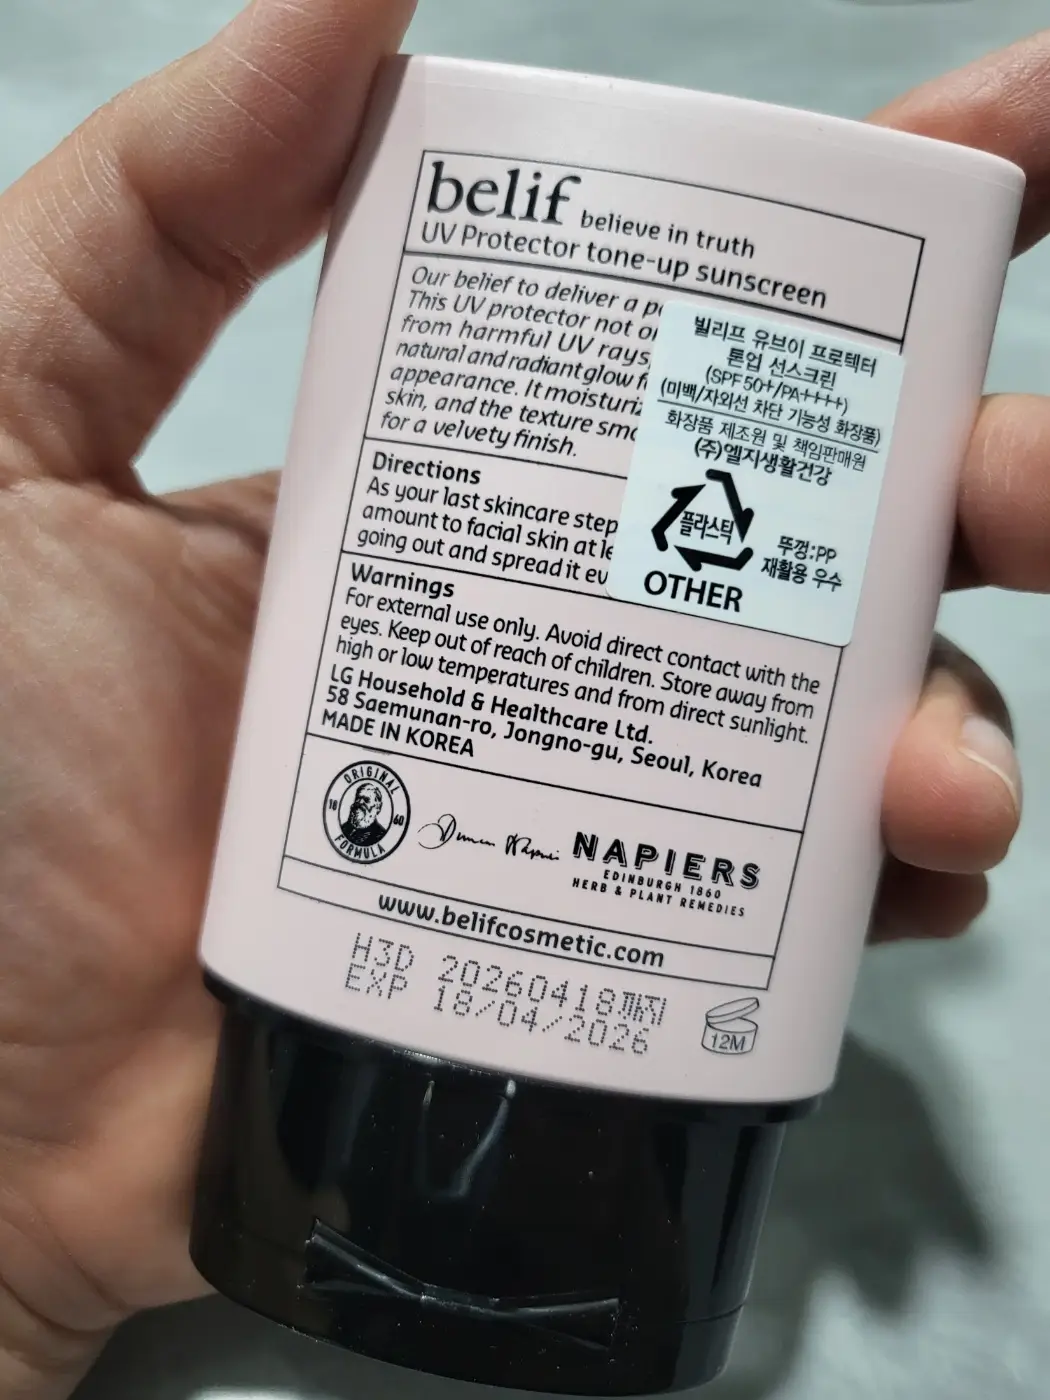 belif believe in truth
UV Protector tone-up sunscreen
Our belief to deliver a
This UV protector not
from harmful UV rays,
natural and radiant glow
appearance. It
skin, and the texture
for a velvety finish.
빌리프 유브이 프로텍터
톤업 선스크린
(SPF50+/PA++++)
(미백/자외선 차단 기능성 화장품)
화장품 제조원 및 책임판매원
(주)엘지생활건강
플라스틱
OTHER
뚜껑:PP
재활용 우수
Directions
As your last skincare step
amount to facial skin at
going out and spread it
Warnings
For external use only. Avoid direct contact with the
eyes. Keep out of reach of children. Store away from
high or low temperatures and from direct sunlight.
LG Household & Healthcare Ltd.
58 Saemunan-ro, Jongno-gu, Seoul, Korea
MADE IN KOREA
ORIGINAL
18 60
FORMULA
Duncan Napier
NAPIERS
EDINBURGH 1860
HERB & PLANT REMEDIES
www.belifcosmetic.com
H3D 20260418까지
EXP 18/04/2026
12M